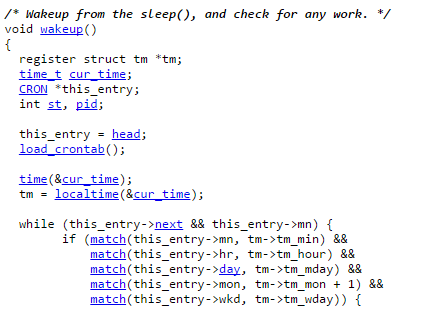 /* Wakeup from the sleep(), and check for any work. */
void wakeup()
{
  register struct tm *tm;
  time_t cur_time;
  CRON *this_entry;
  int st, pid;

  this_entry = head;
  load_crontab();

  time(&cur_time);
  tm = localtime(&cur_time);

  while (this_entry->next && this_entry->mn) {
        if (match(this_entry->mn, tm->tm_min) &&
            match(this_entry->hr, tm->tm_hour) &&
            match(this_entry->day, tm->tm_mday) &&
            match(this_entry->mon, tm->tm_mon + 1) &&
            match(this_entry->wkd, tm->tm_wday)) {